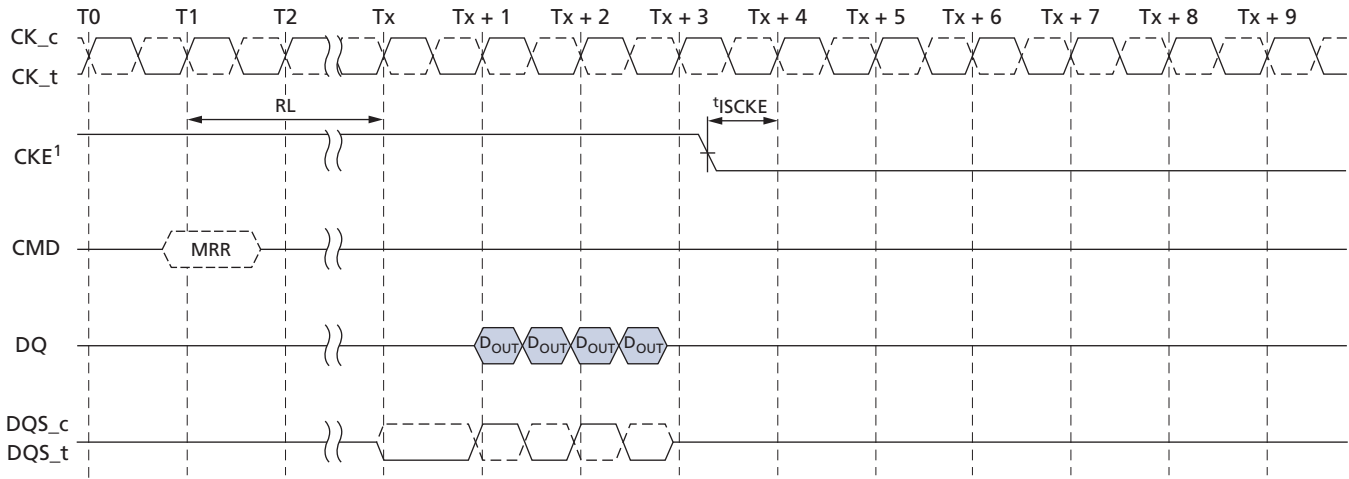 T0 T1 T2 Tx Tx + 1 Tx + 2 Tx + 3 Tx + 4 Tx + 5 Tx + 6 Tx + 7 Tx + 8 Tx + 9
CK_c
CK_t
RL tISCKE
CKE1
CMD MRR
DQ DOUT DOUT DOUT DOUT
DQS_c
DQS_t